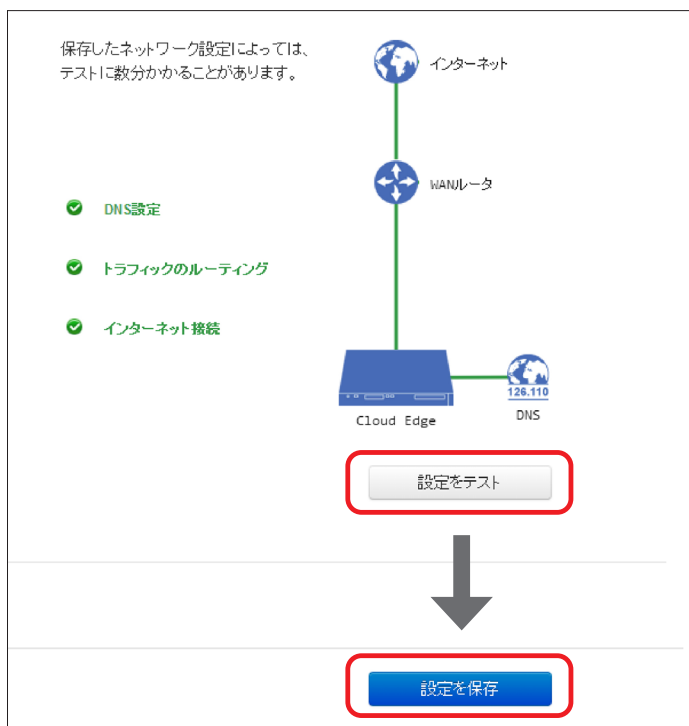 保存したネットワーク設定によっては、
テストに数分かかることがあります。
インターネット
WANルータ
DNS設定
トラフィックのルーティング
インターネット接続
126.110
Cloud Edge
DNS
設定をテスト
設定を保存